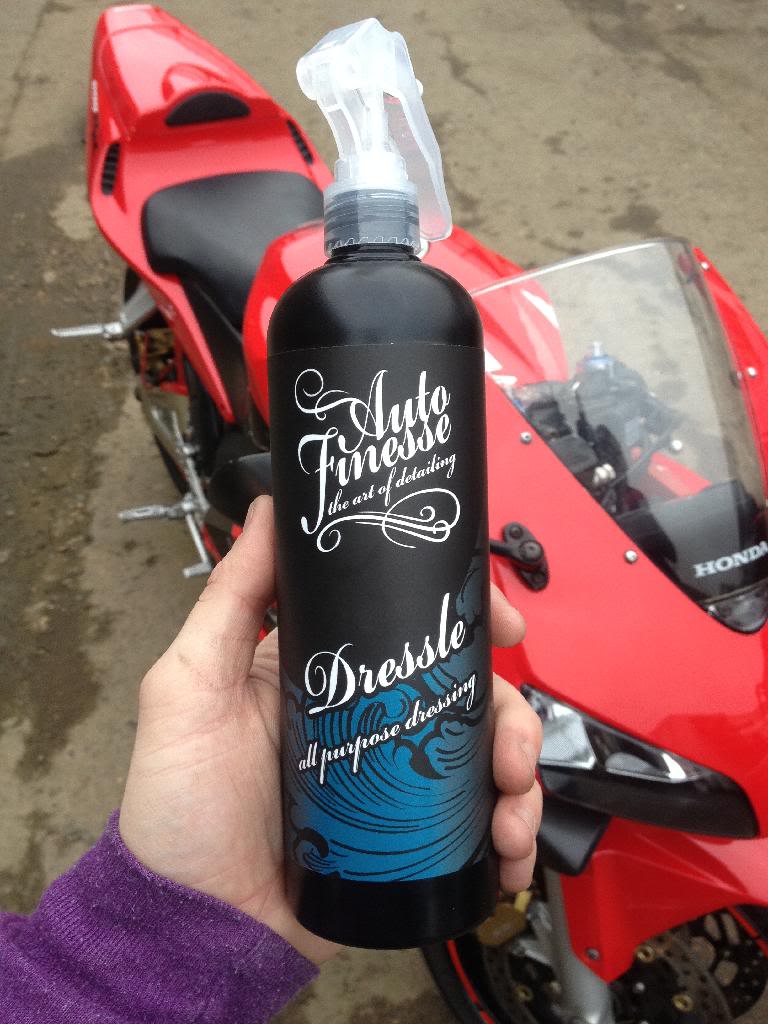 Auto
Finesse
the art of detailing
Dressle
all purpose dressing
HONDA